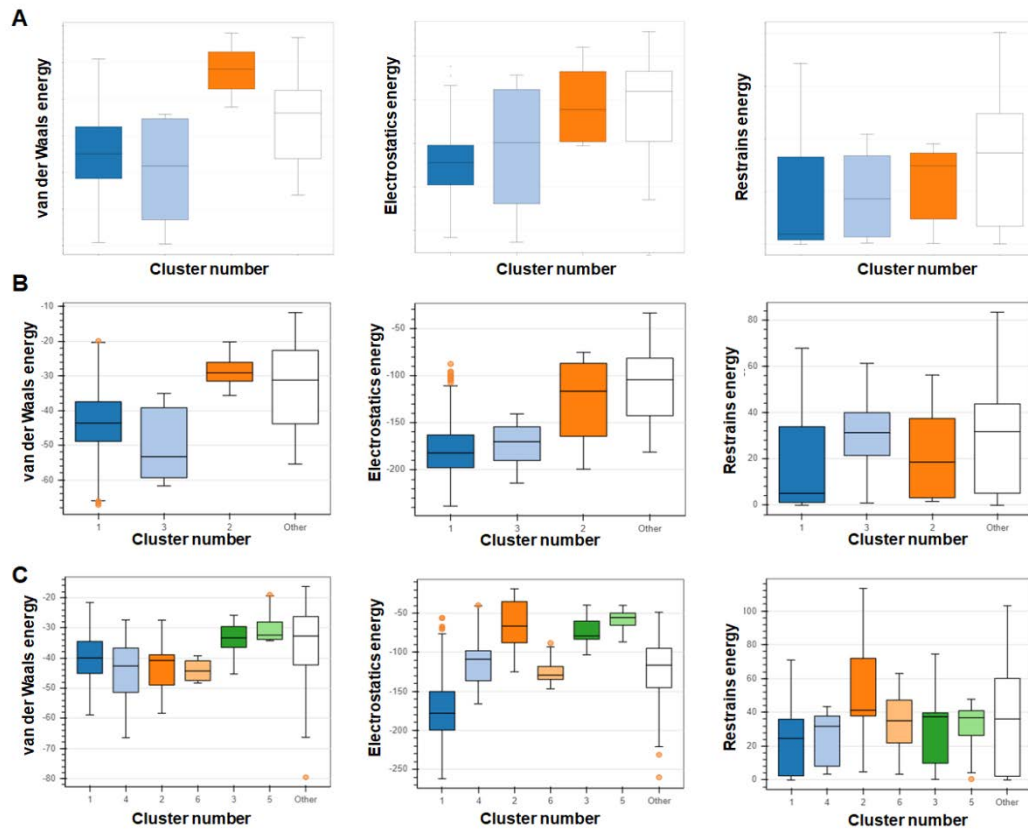 A
van der Waals energy
Cluster number
Electrostatics energy
Cluster number
Restrains energy
Cluster number
B
van der Waals energy
-10
-20
-30
-40
-50
-60
1 3 2 Other
Cluster number
Electrostatics energy
-50
-100
-150
-200
1 3 2 Other
Cluster number
Restrains energy
80
60
40
20
0
1 3 2 Other
Cluster number
C
van der Waals energy
-20
-30
-40
-50
-60
-70
-80
1 4 2 6 3 5 Other
Cluster number
Electrostatics energy
-50
-100
-150
-200
-250
1 4 2 6 3 5 Other
Cluster number
Restrains energy
100
80
60
40
20
0
1 4 2 6 3 5 Other
Cluster number